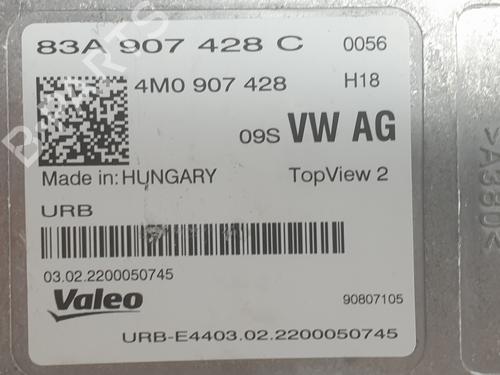 83A 907 428 C 0056
4M0 907 428 H18
09S VW AG
Made in: HUNGARY TopView 2
URB
03.02.2200050745
Valeo 90807105
URB-E4403.02.2200050745